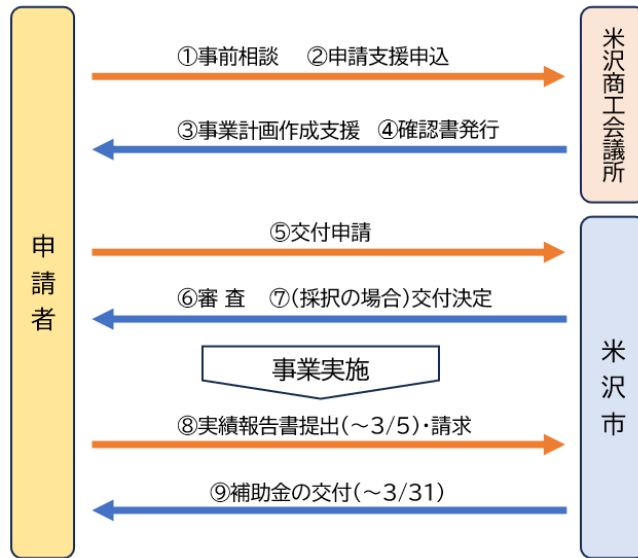 申請者
米沢商工会議所
①事前相談 ②申請支援申込
③事業計画作成支援 ④確認書発行
米沢市
⑤交付申請
⑥審 査 ⑦(採択の場合)交付決定
事業実施
⑧実績報告書提出(~3/5)・請求
⑨補助金の交付(~3/31)